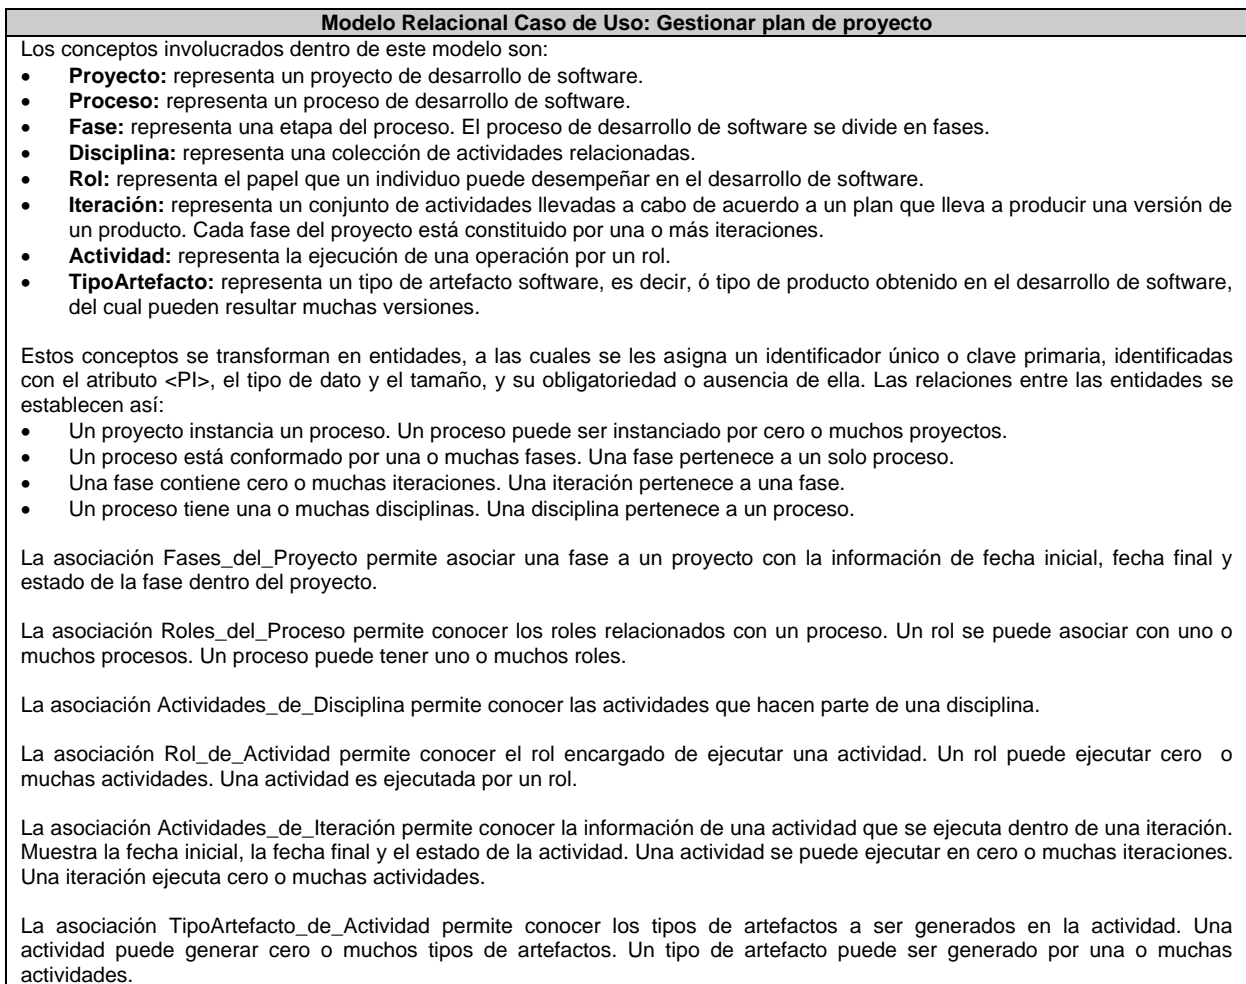 Modelo Relacional Caso de Uso: Gestionar plan de proyecto
Los conceptos involucrados dentro de este modelo son:
• Proyecto: representa un proyecto de desarrollo de software.
• Proceso: representa un proceso de desarrollo de software.
• Fase: representa una etapa del proceso. El proceso de desarrollo de software se divide en fases.
• Disciplina: representa una colección de actividades relacionadas.
• Rol: representa el papel que un individuo puede desempeñar en el desarrollo de software.
• Iteración: representa un conjunto de actividades llevadas a cabo de acuerdo a un plan que lleva a producir una versión de
un producto. Cada fase del proyecto está constituido por una o más iteraciones.
• Actividad: representa la ejecución de una operación por un rol.
• TipoArtefacto: representa un tipo de artefacto software, es decir, ó tipo de producto obtenido en el desarrollo de software,
del cual pueden resultar muchas versiones.
Estos conceptos se transforman en entidades, a las cuales se les asigna un identificador único o clave primaria, identificadas
con el atributo <PI>, el tipo de dato y el tamaño, y su obligatoriedad o ausencia de ella. Las relaciones entre las entidades se
establecen así:
• Un proyecto instancia un proceso. Un proceso puede ser instanciado por cero o muchos proyectos.
• Un proceso está conformado por una o muchas fases. Una fase pertenece a un solo proceso.
• Una fase contiene cero o muchas iteraciones. Una iteración pertenece a una fase.
• Un proceso tiene una o muchas disciplinas. Una disciplina pertenece a un proceso.
La asociación Fases_del_Proyecto permite asociar una fase a un proyecto con la información de fecha inicial, fecha final y
estado de la fase dentro del proyecto.
La asociación Roles_del_Proceso permite conocer los roles relacionados con un proceso. Un rol se puede asociar con uno o
muchos procesos. Un proceso puede tener uno o muchos roles.
La asociación Actividades_de_Disciplina permite conocer las actividades que hacen parte de una disciplina.
La asociación Rol_de_Actividad permite conocer el rol encargado de ejecutar una actividad. Un rol puede ejecutar cero o
muchas actividades. Una actividad es ejecutada por un rol.
La asociación Actividades_de_Iteración permite conocer la información de una actividad que se ejecuta dentro de una iteración.
Muestra la fecha inicial, la fecha final y el estado de la actividad. Una actividad se puede ejecutar en cero o muchas iteraciones.
Una iteración ejecuta cero o muchas actividades.
La asociación TipoArtefacto_de_Actividad permite conocer los tipos de artefactos a ser generados en la actividad. Una
actividad puede generar cero o muchos tipos de artefactos. Un tipo de artefacto puede ser generado por una o muchas
actividades.